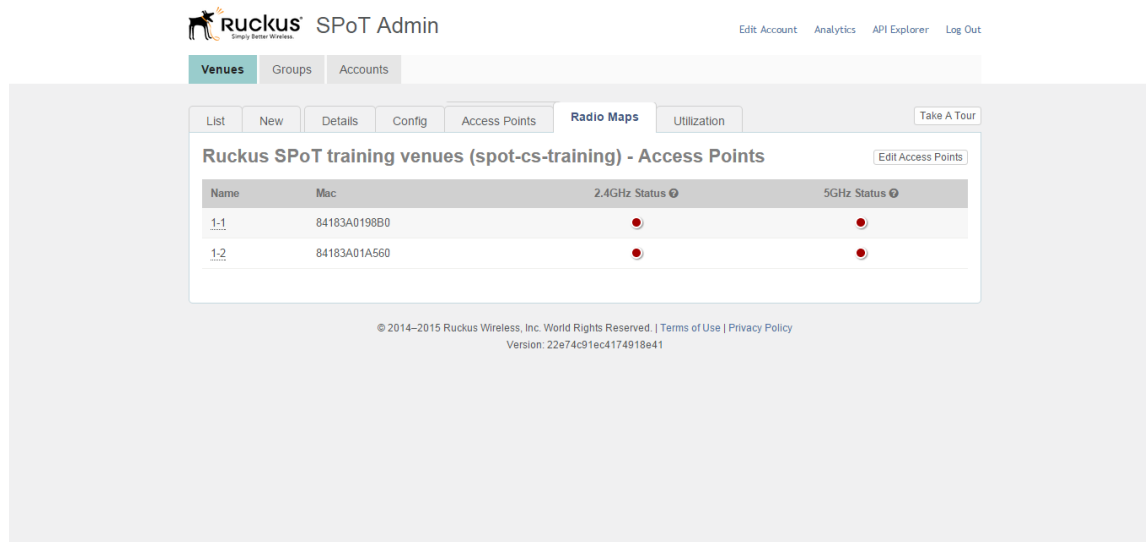 Ruckus SPoT Admin
Simply Better Wireless.
Edit Account Analytics API Explorer Log Out
Venues Groups Accounts
List New Details Config Access Points Radio Maps Utilization Take A Tour
Ruckus SPoT training venues (spot-cs-training) - Access Points Edit Access Points
Name Mac 2.4GHz Status ? 5GHz Status ?
1-1 84183A0198B0
1-2 84183A01A560
© 2014–2015 Ruckus Wireless, Inc. World Rights Reserved. | Terms of Use | Privacy Policy
Version: 22e74c91ec4174918e41